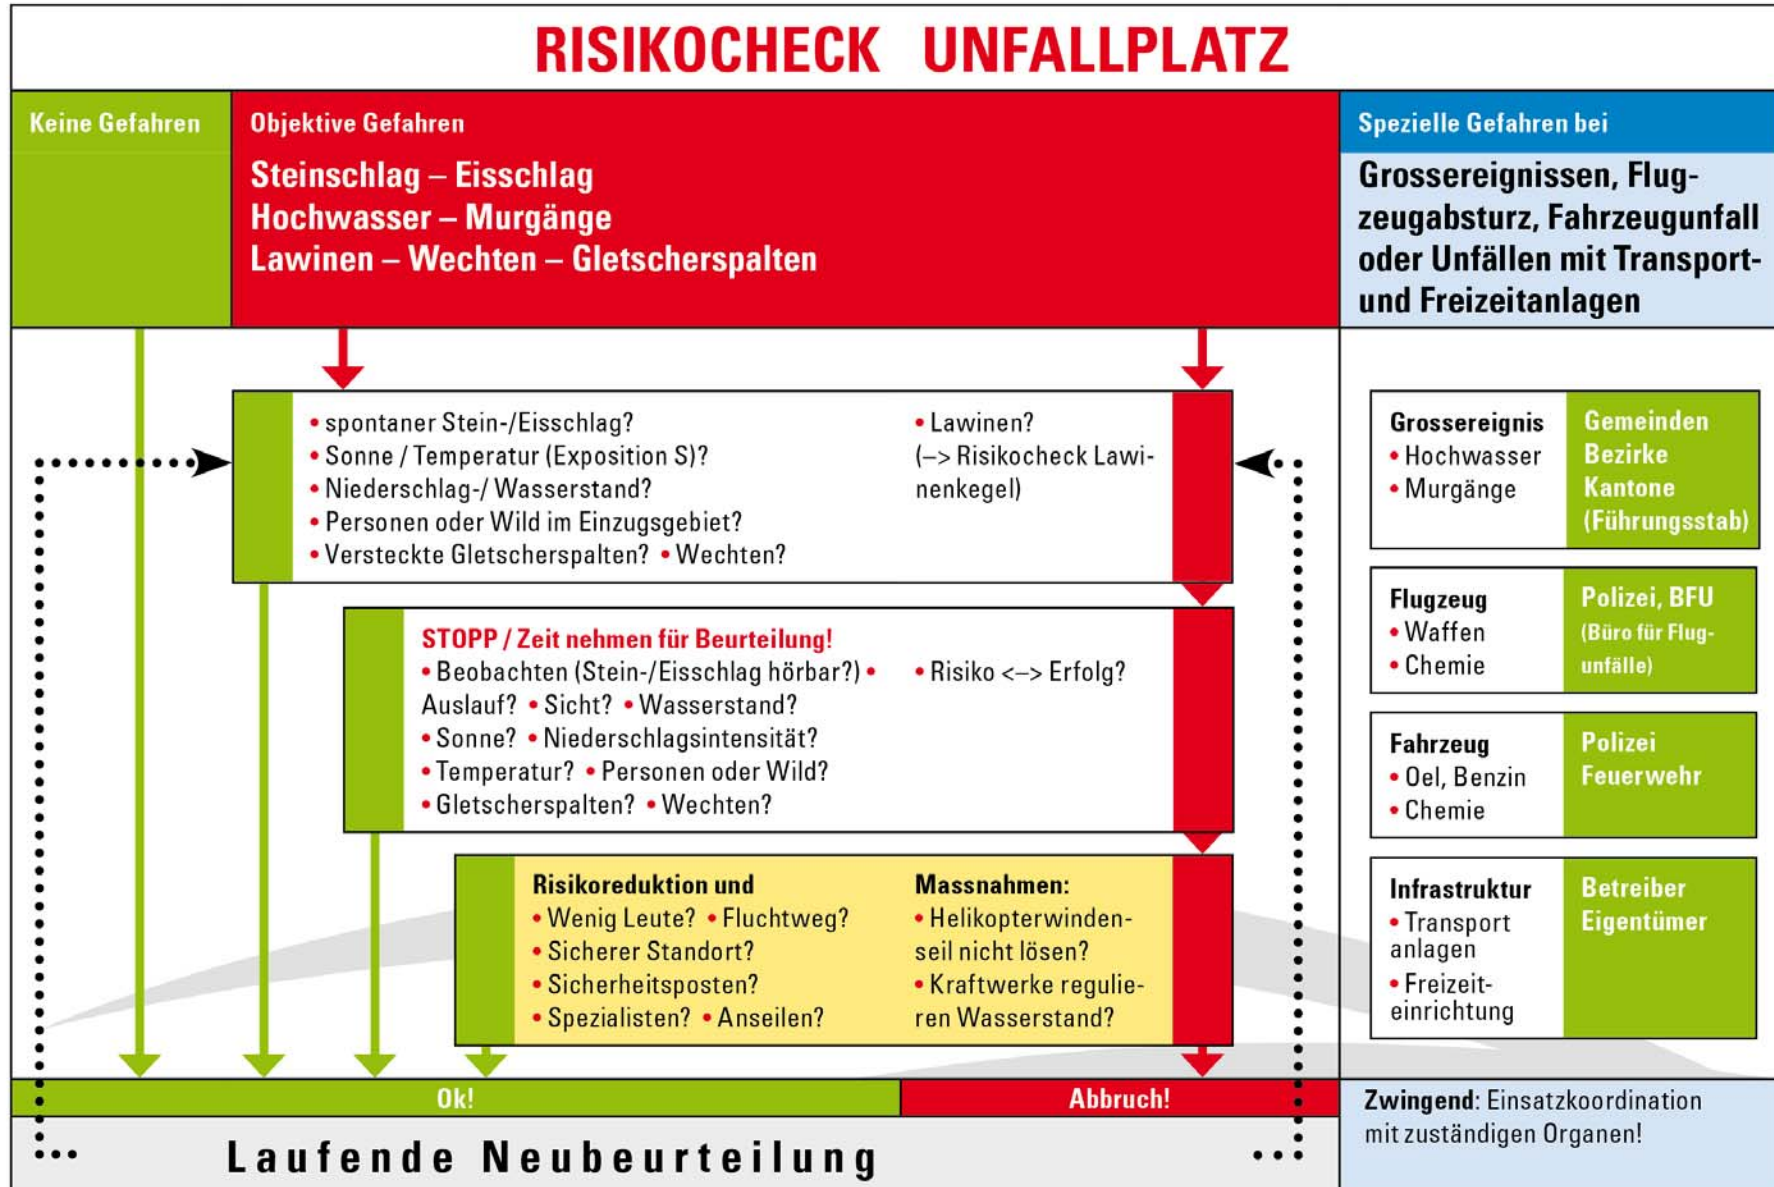 RISIKOCHECK UNFALLPLATZ
Keine Gefahren
Objektive Gefahren
Steinschlag – Eisschlag
Hochwasser – Murgänge
Lawinen – Wechten – Gletscherspalten
Spezielle Gefahren bei
Grossereignissen, Flug-
zeugabsturz, Fahrzeugunfall
oder Unfällen mit Transport-
und Freizeitanlagen
• spontaner Stein-/Eisschlag?
• Sonne / Temperatur (Exposition S)?
• Niederschlag-/ Wasserstand?
• Personen oder Wild im Einzugsgebiet?
• Versteckte Gletscherspalten? • Wechten?
• Lawinen?
(–> Risikocheck Lawi-
nenkegel)
STOPP / Zeit nehmen für Beurteilung!
• Beobachten (Stein-/Eisschlag hörbar?) •
Auslauf? • Sicht? • Wasserstand?
• Sonne? • Niederschlagsintensität?
• Temperatur? • Personen oder Wild?
• Gletscherspalten? • Wechten?
• Risiko <–> Erfolg?
Risikoreduktion und
• Wenig Leute? • Fluchtweg?
• Sicherer Standort?
• Sicherheitsposten?
• Spezialisten? • Anseilen?
Massnahmen:
• Helikopterwinden-
seil nicht lösen?
• Kraftwerke regulie-
ren Wasserstand?
Grossereignis
• Hochwasser
• Murgänge
Gemeinden
Bezirke
Kantone
(Führungsstab)
Flugzeug
• Waffen
• Chemie
Polizei, BFU
(Büro für Flug-
unfälle)
Fahrzeug
• Oel, Benzin
• Chemie
Polizei
Feuerwehr
Infrastruktur
• Transport
anlagen
• Freizeit-
einrichtung
Betreiber
Eigentümer
Ok!
Abbruch!
Laufende Neubeurteilung
Zwingend: Einsatzkoordination
mit zuständigen Organen!